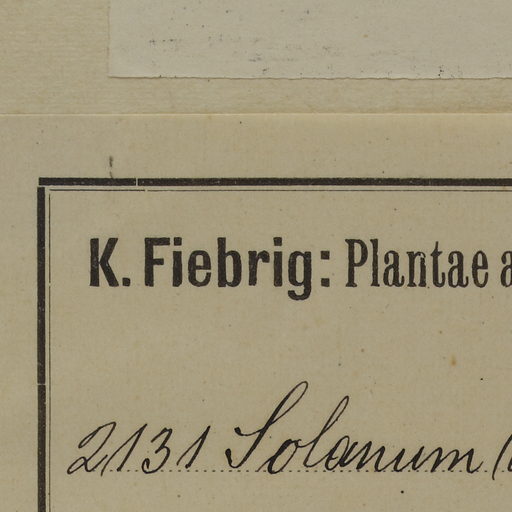 K. Fiebrig: Plantae a
2131 Solanum (